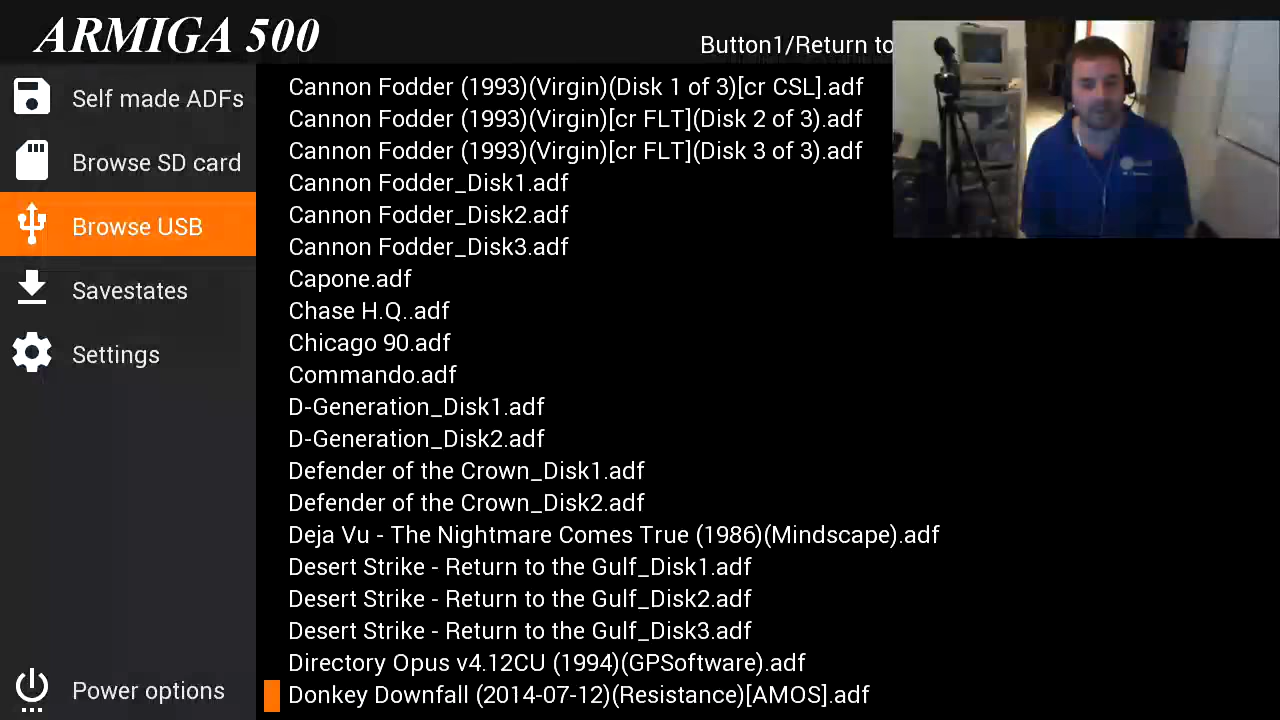 ARMIGA 500
Button1/Return to
Self made ADFs
Browse SD card
Browse USB
Savestates
Settings
Power options
Cannon Fodder (1993)(Virgin)(Disk 1 of 3)[cr CSL].adf
Cannon Fodder (1993)(Virgin)[cr FLT](Disk 2 of 3).adf
Cannon Fodder (1993)(Virgin)[cr FLT](Disk 3 of 3).adf
Cannon Fodder_Disk1.adf
Cannon Fodder_Disk2.adf
Cannon Fodder_Disk3.adf
Capone.adf
Chase H.Q..adf
Chicago 90.adf
Commando.adf
D-Generation_Disk1.adf
D-Generation_Disk2.adf
Defender of the Crown_Disk1.adf
Defender of the Crown_Disk2.adf
Deja Vu - The Nightmare Comes True (1986)(Mindscape).adf
Desert Strike - Return to the Gulf_Disk1.adf
Desert Strike - Return to the Gulf_Disk2.adf
Desert Strike - Return to the Gulf_Disk3.adf
Directory Opus v4.12CU (1994)(GPSoftware).adf
Donkey Downfall (2014-07-12)(Resistance)[AMOS].adf